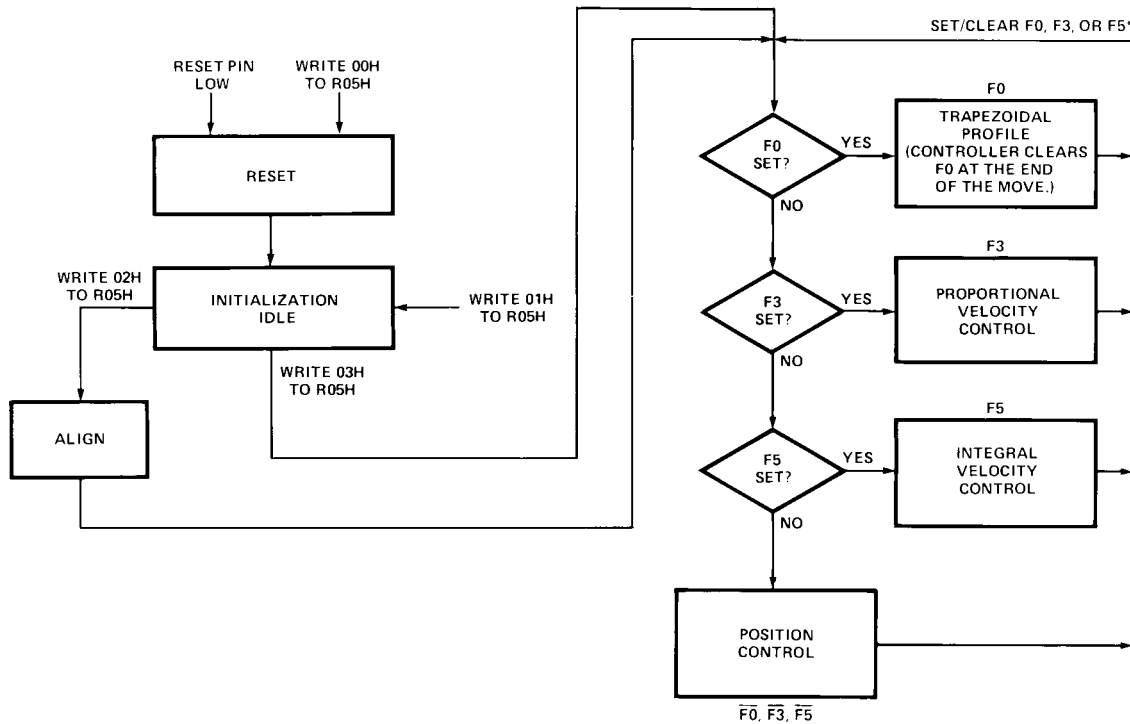 SET/CLEAR F0, F3, OR F5*
RESET PIN
LOW
WRITE 00H
TO R05H
RESET
WRITE 02H
TO R05H
INITIALIZATION
IDLE
WRITE 01H
TO R05H
WRITE 03H
TO R05H
ALIGN
F0
SET?
YES
NO
F0
TRAPEZOIDAL
PROFILE
(CONTROLLER CLEARS
F0 AT THE END
OF THE MOVE.)
F3
SET?
YES
NO
F3
PROPORTIONAL
VELOCITY
CONTROL
F5
SET?
YES
NO
F5
INTEGRAL
VELOCITY
CONTROL
POSITION
CONTROL
F̅0̅, F̅3̅, F̅5̅